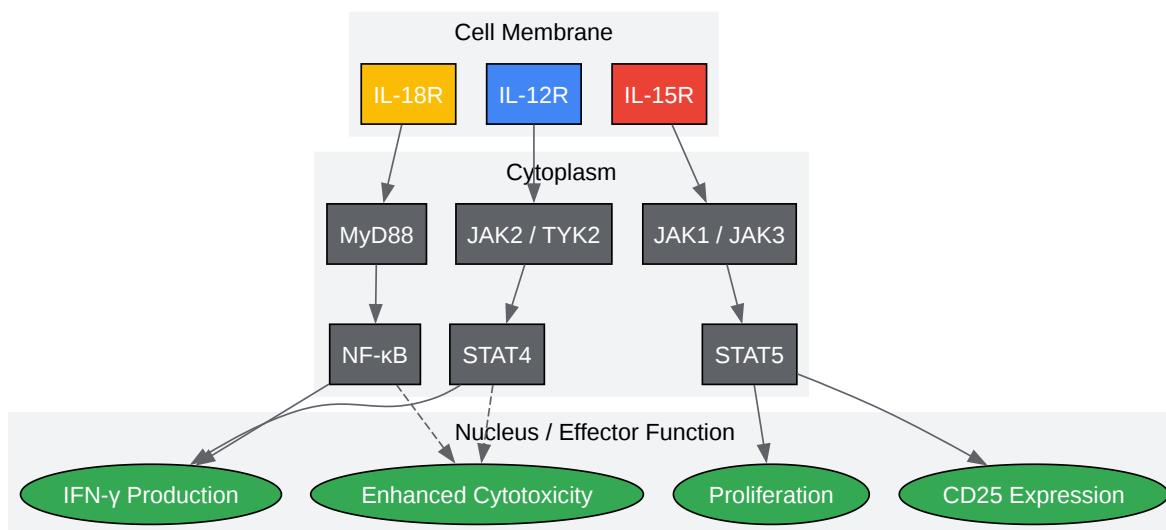 Cell Membrane
IL-18R
IL-12R
IL-15R
Cytoplasm
MyD88
JAK2 / TYK2
JAK1 / JAK3
NF-κB
STAT4
STAT5
Nucleus / Effector Function
IFN-γ Production
Enhanced Cytotoxicity
Proliferation
CD25 Expression